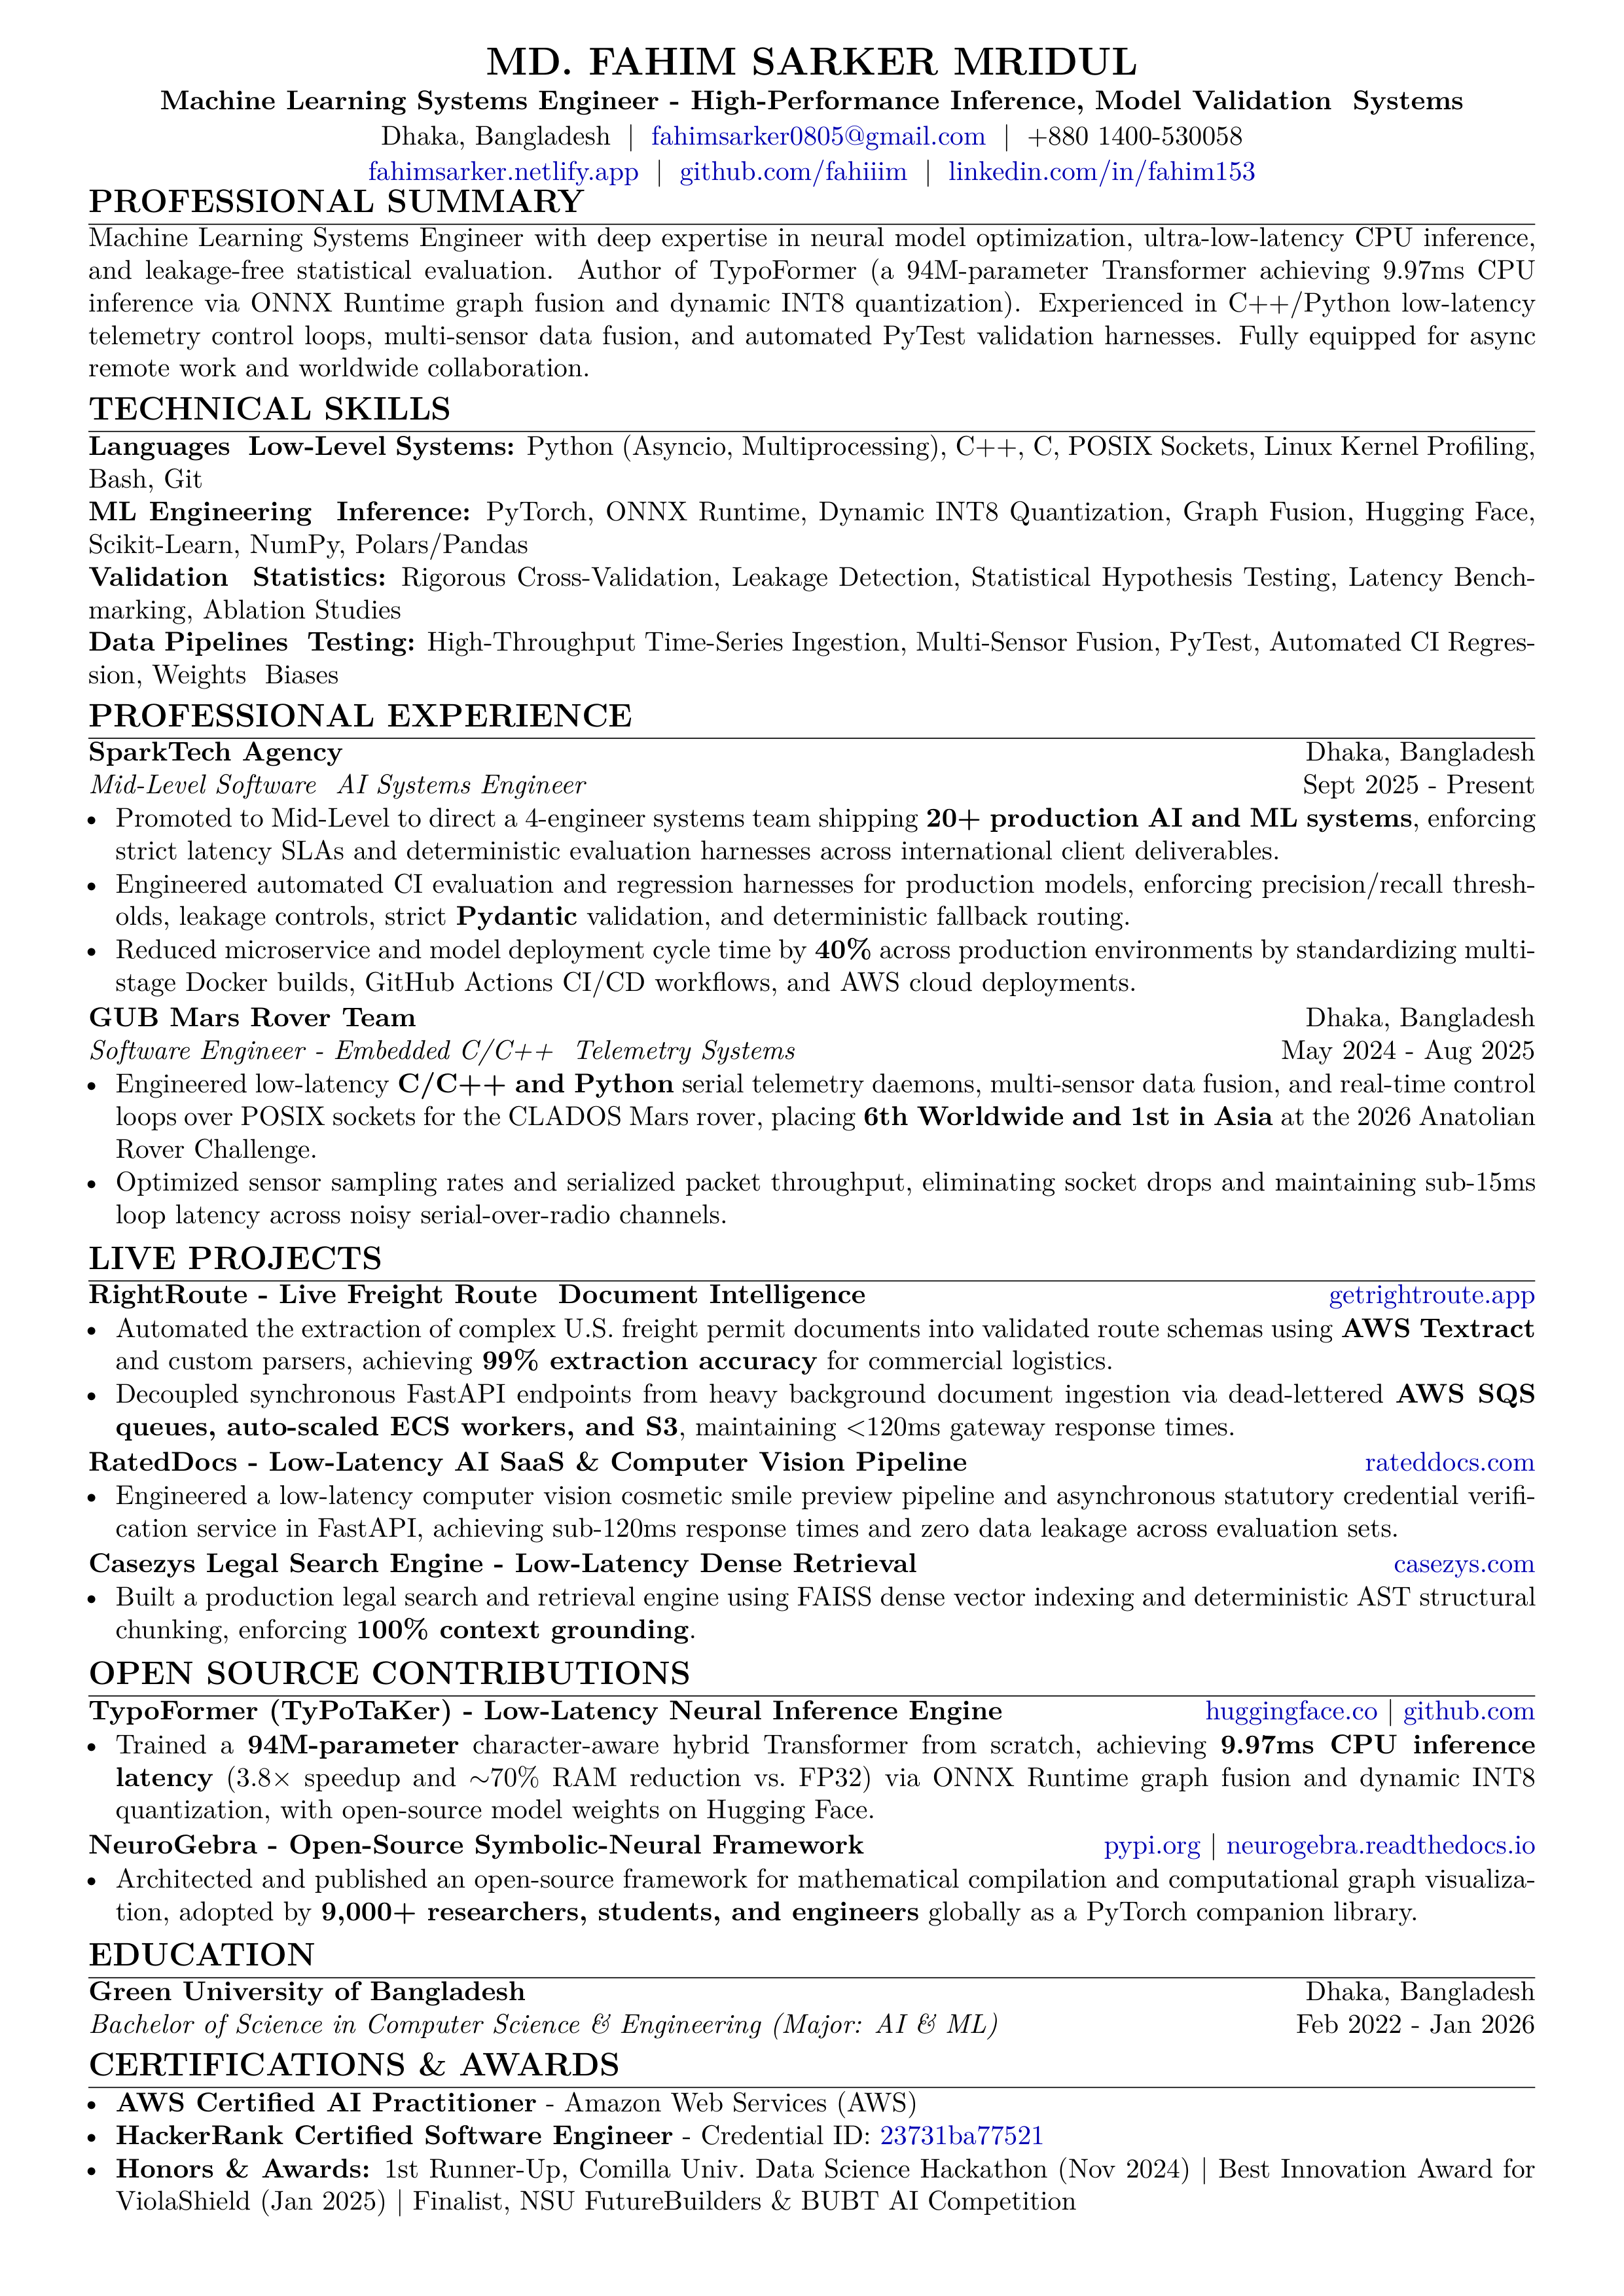 MD. FAHIM SARKER MRIDUL
Machine Learning Systems Engineer - High-Performance Inference, Model Validation  Systems
Dhaka, Bangladesh | fahimsarker0805@gmail.com | +880 1400-530058
fahimsarker.netlify.app | github.com/fahiiim | linkedin.com/in/fahim153
PROFESSIONAL SUMMARY
Machine Learning Systems Engineer with deep expertise in neural model optimization, ultra-low-latency CPU inference,
and leakage-free statistical evaluation. Author of TypoFormer (a 94M-parameter Transformer achieving 9.97ms CPU
inference via ONNX Runtime graph fusion and dynamic INT8 quantization). Experienced in C++/Python low-latency
telemetry control loops, multi-sensor data fusion, and automated PyTest validation harnesses. Fully equipped for async
remote work and worldwide collaboration.
TECHNICAL SKILLS
Languages  Low-Level Systems: Python (Asyncio, Multiprocessing), C++, C, POSIX Sockets, Linux Kernel Profiling,
Bash, Git
ML Engineering  Inference: PyTorch, ONNX Runtime, Dynamic INT8 Quantization, Graph Fusion, Hugging Face,
Scikit-Learn, NumPy, Polars/Pandas
Validation  Statistics: Rigorous Cross-Validation, Leakage Detection, Statistical Hypothesis Testing, Latency Bench-
marking, Ablation Studies
Data Pipelines  Testing: High-Throughput Time-Series Ingestion, Multi-Sensor Fusion, PyTest, Automated CI Regres-
sion, Weights  Biases
PROFESSIONAL EXPERIENCE
SparkTech Agency Dhaka, Bangladesh
Mid-Level Software  AI Systems Engineer Sept 2025 - Present
• Promoted to Mid-Level to direct a 4-engineer systems team shipping 20+ production AI and ML systems, enforcing
strict latency SLAs and deterministic evaluation harnesses across international client deliverables.
• Engineered automated CI evaluation and regression harnesses for production models, enforcing precision/recall thresh-
olds, leakage controls, strict Pydantic validation, and deterministic fallback routing.
• Reduced microservice and model deployment cycle time by 40% across production environments by standardizing multi-
stage Docker builds, GitHub Actions CI/CD workflows, and AWS cloud deployments.
GUB Mars Rover Team Dhaka, Bangladesh
Software Engineer - Embedded C/C++  Telemetry Systems May 2024 - Aug 2025
• Engineered low-latency C/C++ and Python serial telemetry daemons, multi-sensor data fusion, and real-time control
loops over POSIX sockets for the CLADOS Mars rover, placing 6th Worldwide and 1st in Asia at the 2026 Anatolian
Rover Challenge.
• Optimized sensor sampling rates and serialized packet throughput, eliminating socket drops and maintaining sub-15ms
loop latency across noisy serial-over-radio channels.
LIVE PROJECTS
RightRoute - Live Freight Route  Document Intelligence getrightroute.app
• Automated the extraction of complex U.S. freight permit documents into validated route schemas using AWS Textract
and custom parsers, achieving 99% extraction accuracy for commercial logistics.
• Decoupled synchronous FastAPI endpoints from heavy background document ingestion via dead-lettered AWS SQS
queues, auto-scaled ECS workers, and S3, maintaining <120ms gateway response times.
RatedDocs - Low-Latency AI SaaS & Computer Vision Pipeline rateddocs.com
• Engineered a low-latency computer vision cosmetic smile preview pipeline and asynchronous statutory credential verifi-
cation service in FastAPI, achieving sub-120ms response times and zero data leakage across evaluation sets.
Casezys Legal Search Engine - Low-Latency Dense Retrieval casezys.com
• Built a production legal search and retrieval engine using FAISS dense vector indexing and deterministic AST structural
chunking, enforcing 100% context grounding.
OPEN SOURCE CONTRIBUTIONS
TypoFormer (TyPoTaKer) - Low-Latency Neural Inference Engine huggingface.co | github.com
• Trained a 94M-parameter character-aware hybrid Transformer from scratch, achieving 9.97ms CPU inference
latency (3.8× speedup and ∼70% RAM reduction vs. FP32) via ONNX Runtime graph fusion and dynamic INT8
quantization, with open-source model weights on Hugging Face.
NeuroGebra - Open-Source Symbolic-Neural Framework pypi.org | neurogebra.readthedocs.io
• Architected and published an open-source framework for mathematical compilation and computational graph visualiza-
tion, adopted by 9,000+ researchers, students, and engineers globally as a PyTorch companion library.
EDUCATION
Green University of Bangladesh Dhaka, Bangladesh
Bachelor of Science in Computer Science & Engineering (Major: AI & ML) Feb 2022 - Jan 2026
CERTIFICATIONS & AWARDS
• AWS Certified AI Practitioner - Amazon Web Services (AWS)
• HackerRank Certified Software Engineer - Credential ID: 23731ba77521
• Honors & Awards: 1st Runner-Up, Comilla Univ. Data Science Hackathon (Nov 2024) | Best Innovation Award for
ViolaShield (Jan 2025) | Finalist, NSU FutureBuilders & BUBT AI Competition